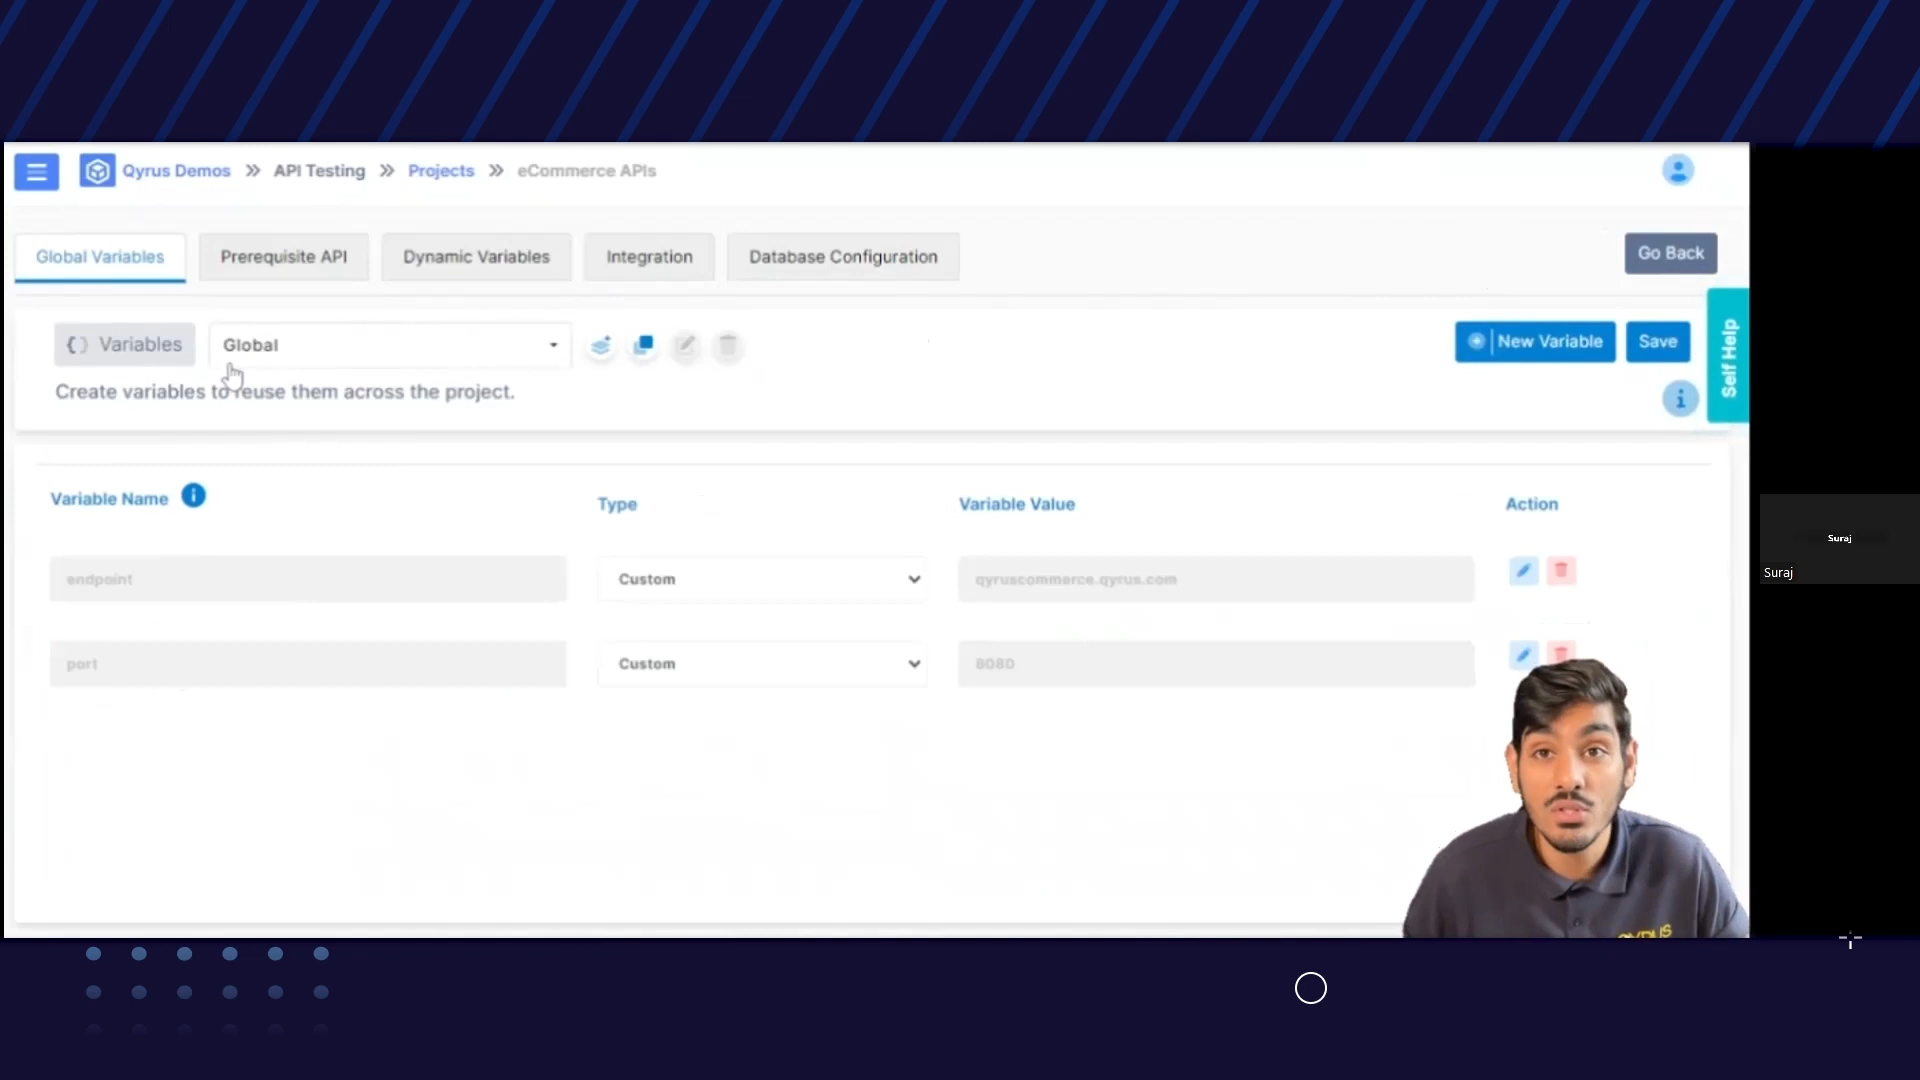 Qyrus Demos >> API Testing >> Projects >> eCommerce APIs
Global Variables Prerequisite API Dynamic Variables Integration Database Configuration Go Back
{} Variables Global New Variable Save
Self Help
Create variables to reuse them across the project.
Variable Name Type Variable Value Action
endpoint Custom qyruscommerce.qyrus.com
port Custom 8080
Suraj
Suraj
QYRUS